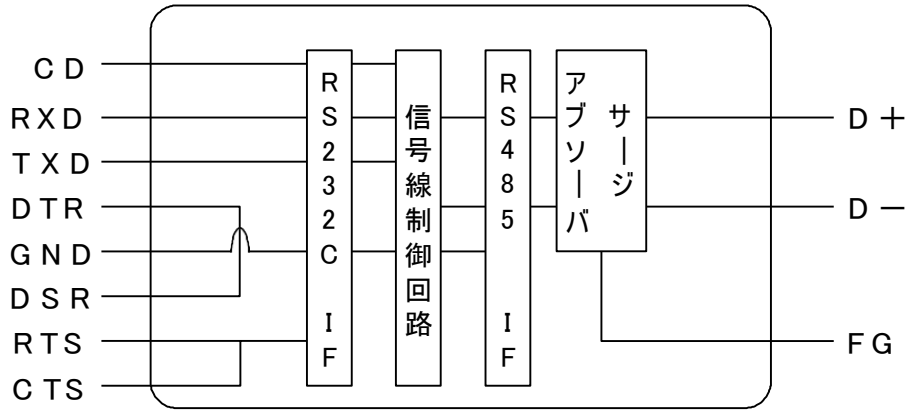 CD
RXD
TXD
DTR
GND
DSR
RTS
CTS
RS232C IF
信号線制御回路
RS485 IF
サージ
アブソーバ
D＋
D－
FG